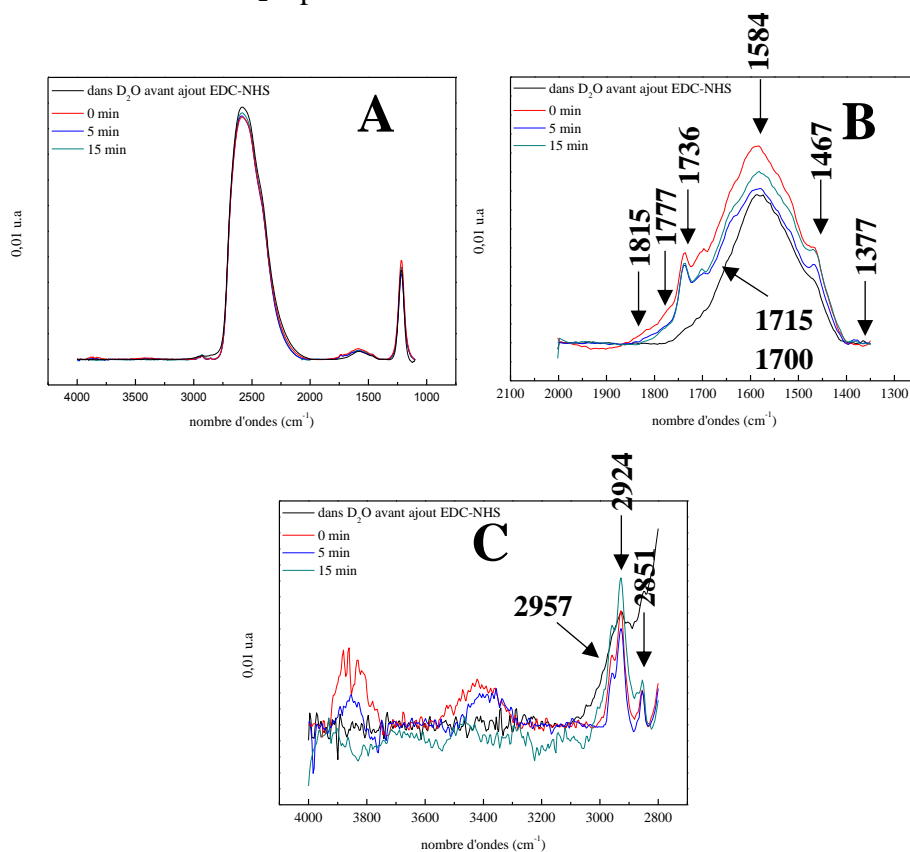 dans D₂O avant ajout EDC-NHS
0 min
5 min
15 min
A
0,01 u.a
4000 3500 3000 2500 2000 1500 1000
nombre d'ondes (cm⁻¹)
dans D₂O avant ajout EDC-NHS
0 min
5 min
15 min
B
1815
1777
1736
1584
1467
1377
1715
1700
0,01 u.a
2100 2000 1900 1800 1700 1600 1500 1400 1300
nombre d'ondes (cm⁻¹)
dans D₂O avant ajout EDC-NHS
0 min
5 min
15 min
C
2957
2924
2851
0,01 u.a
4000 3800 3600 3400 3200 3000 2800
nombre d'ondes (cm⁻¹)